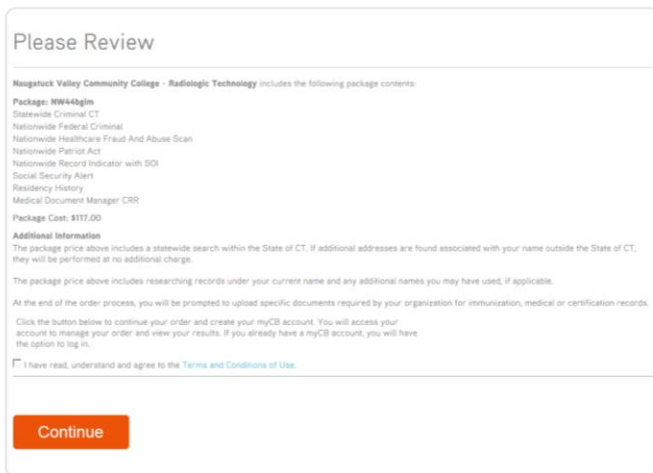 Please Review
Naugatuck Valley Community College - Radiologic Technology includes the following package contents:
Package: NW44bgim
Statewide Criminal CT
Nationwide Federal Criminal
Nationwide Healthcare Fraud And Abuse Scan
Nationwide Patriot Act
Nationwide Record Indicator with SOI
Social Security Alert
Residency History
Medical Document Manager CRR
Package Cost: $117.00
Additional Information
The package price above includes a statewide search within the State of CT. If additional addresses are found associated with your name outside the State of CT,
they will be performed at no additional charge.
The package price above includes researching records under your current name and any additional names you may have used, if applicable.
At the end of the order process, you will be prompted to upload specific documents required by your organization for immunization, medical or certification records.
Click the button below to continue your order and create your myCB account. You will access your
account to manage your order and view your results. If you already have a myCB account, you will have
the option to log in.
I have read, understand and agree to the Terms and Conditions of Use.
Continue